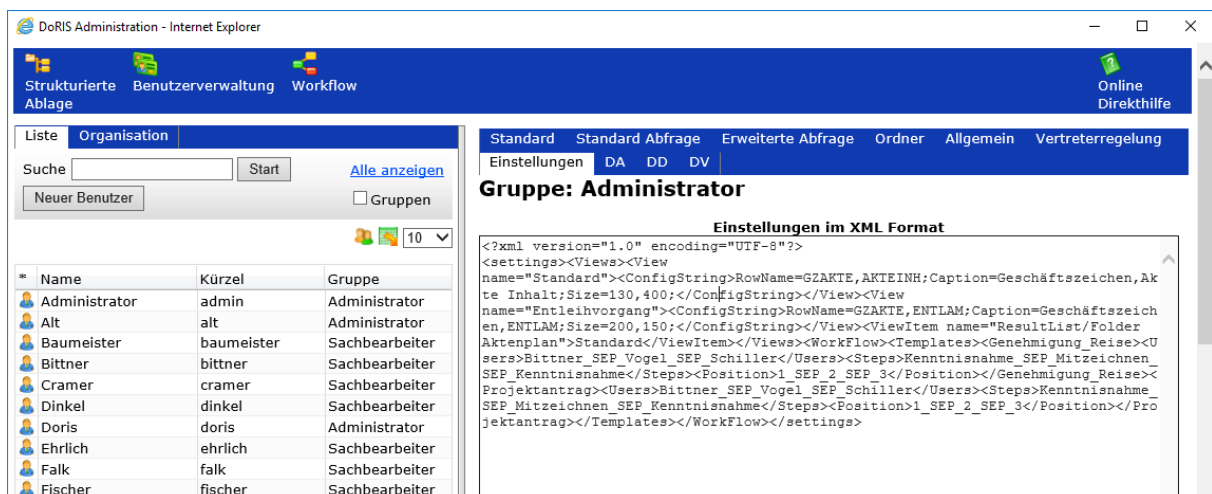 DoRIS Administration - Internet Explorer
Strukturierte Ablage
Benutzerverwaltung
Workflow
Online Direkthilfe
Liste Organisation
Suche Start Alle anzeigen
Neuer Benutzer Gruppen
10
* Name Kürzel Gruppe
Administrator admin Administrator
Alt alt Administrator
Baumeister baumeister Sachbearbeiter
Bittner bittner Sachbearbeiter
Cramer cramer Sachbearbeiter
Dinkel dinkel Sachbearbeiter
Doris doris Administrator
Ehrlich ehrlich Sachbearbeiter
Falk falk Sachbearbeiter
Fischer fischer Sachbearbeiter
Standard Standard Abfrage Erweiterte Abfrage Ordner Allgemein Vertreterregelung
Einstellungen DA DD DV
Gruppe: Administrator
Einstellungen im XML Format
<?xml version="1.0" encoding="UTF-8"?>
<settings><Views><View
name="Standard"><ConfigString>RowName=GZAKTE,AKTEINH;Caption=Geschäftszeichen,Ak
te Inhalt;Size=130,400;</ConfigString></View><View
name="Entleihvorgang"><ConfigString>RowName=GZAKTE,ENTLAM;Caption=Geschäftszeich
en,ENTLAM;Size=200,150;</ConfigString></View><ViewItem name="ResultList/Folder
Aktenplan">Standard</ViewItem></Views><WorkFlow><Templates><Genehmigung_Reise><U
sers>Bittner_SEP_Vogel_SEP_Schiller</Users><Steps>Kenntnisnahme_SEP_Mitzeichnen_
SEP_Kenntnisnahme</Steps><Position>1_SEP_2_SEP_3</Position></Genehmigung_Reise><
Projektantrag><Users>Bittner_SEP_Vogel_SEP_Schiller</Users><Steps>Kenntnisnahme_
SEP_Mitzeichnen_SEP_Kenntnisnahme</Steps><Position>1_SEP_2_SEP_3</Position></Pro
jektantrag></Templates></WorkFlow></settings>